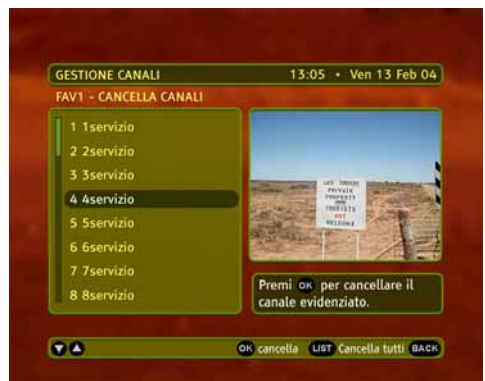 GESTIONE CANALI 13:05 • Ven 13 Feb 04
FAV1 - CANCELLA CANALI
1 1servizio
2 2servizio
3 3servizio
4 4servizio
5 5servizio
6 6servizio
7 7servizio
8 8servizio
PRIVATE
PROPERTY
TOURISTS
NOT
WELCOME
Premi OK per cancellare il
canale evidenziato.
OK cancella LIST Cancella tutti BACK